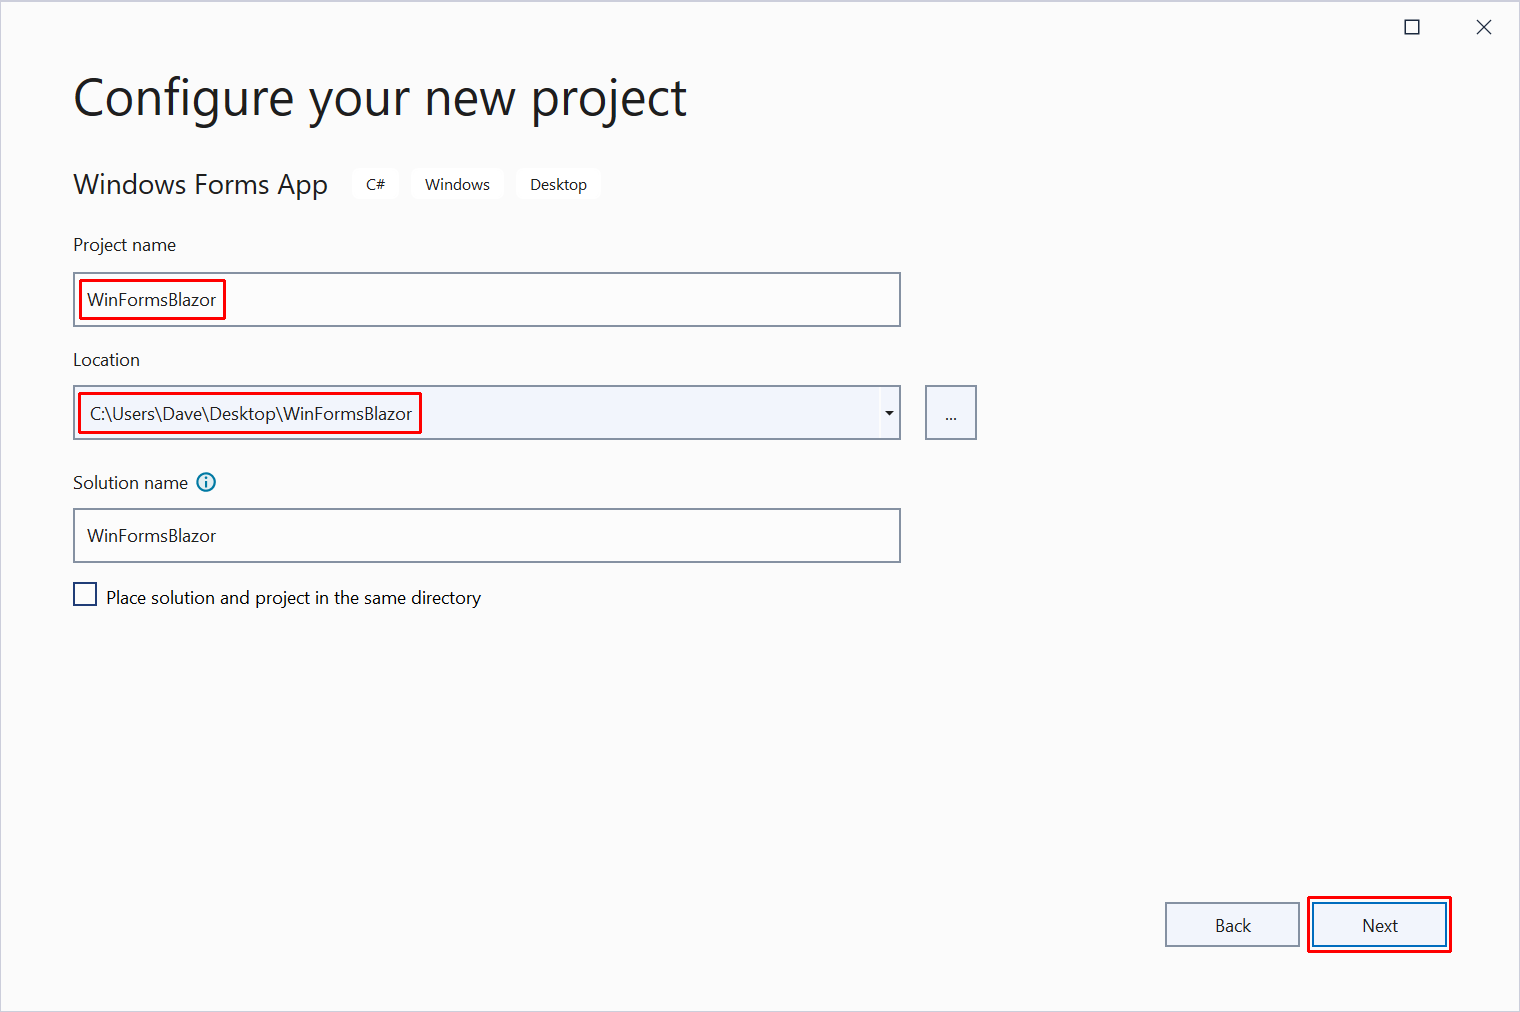 Configure your new project
Windows Forms App C# Windows Desktop
Project name
WinFormsBlazor
Location
C:\Users\Dave\Desktop\WinFormsBlazor
...
Solution name
WinFormsBlazor
Place solution and project in the same directory
Back Next